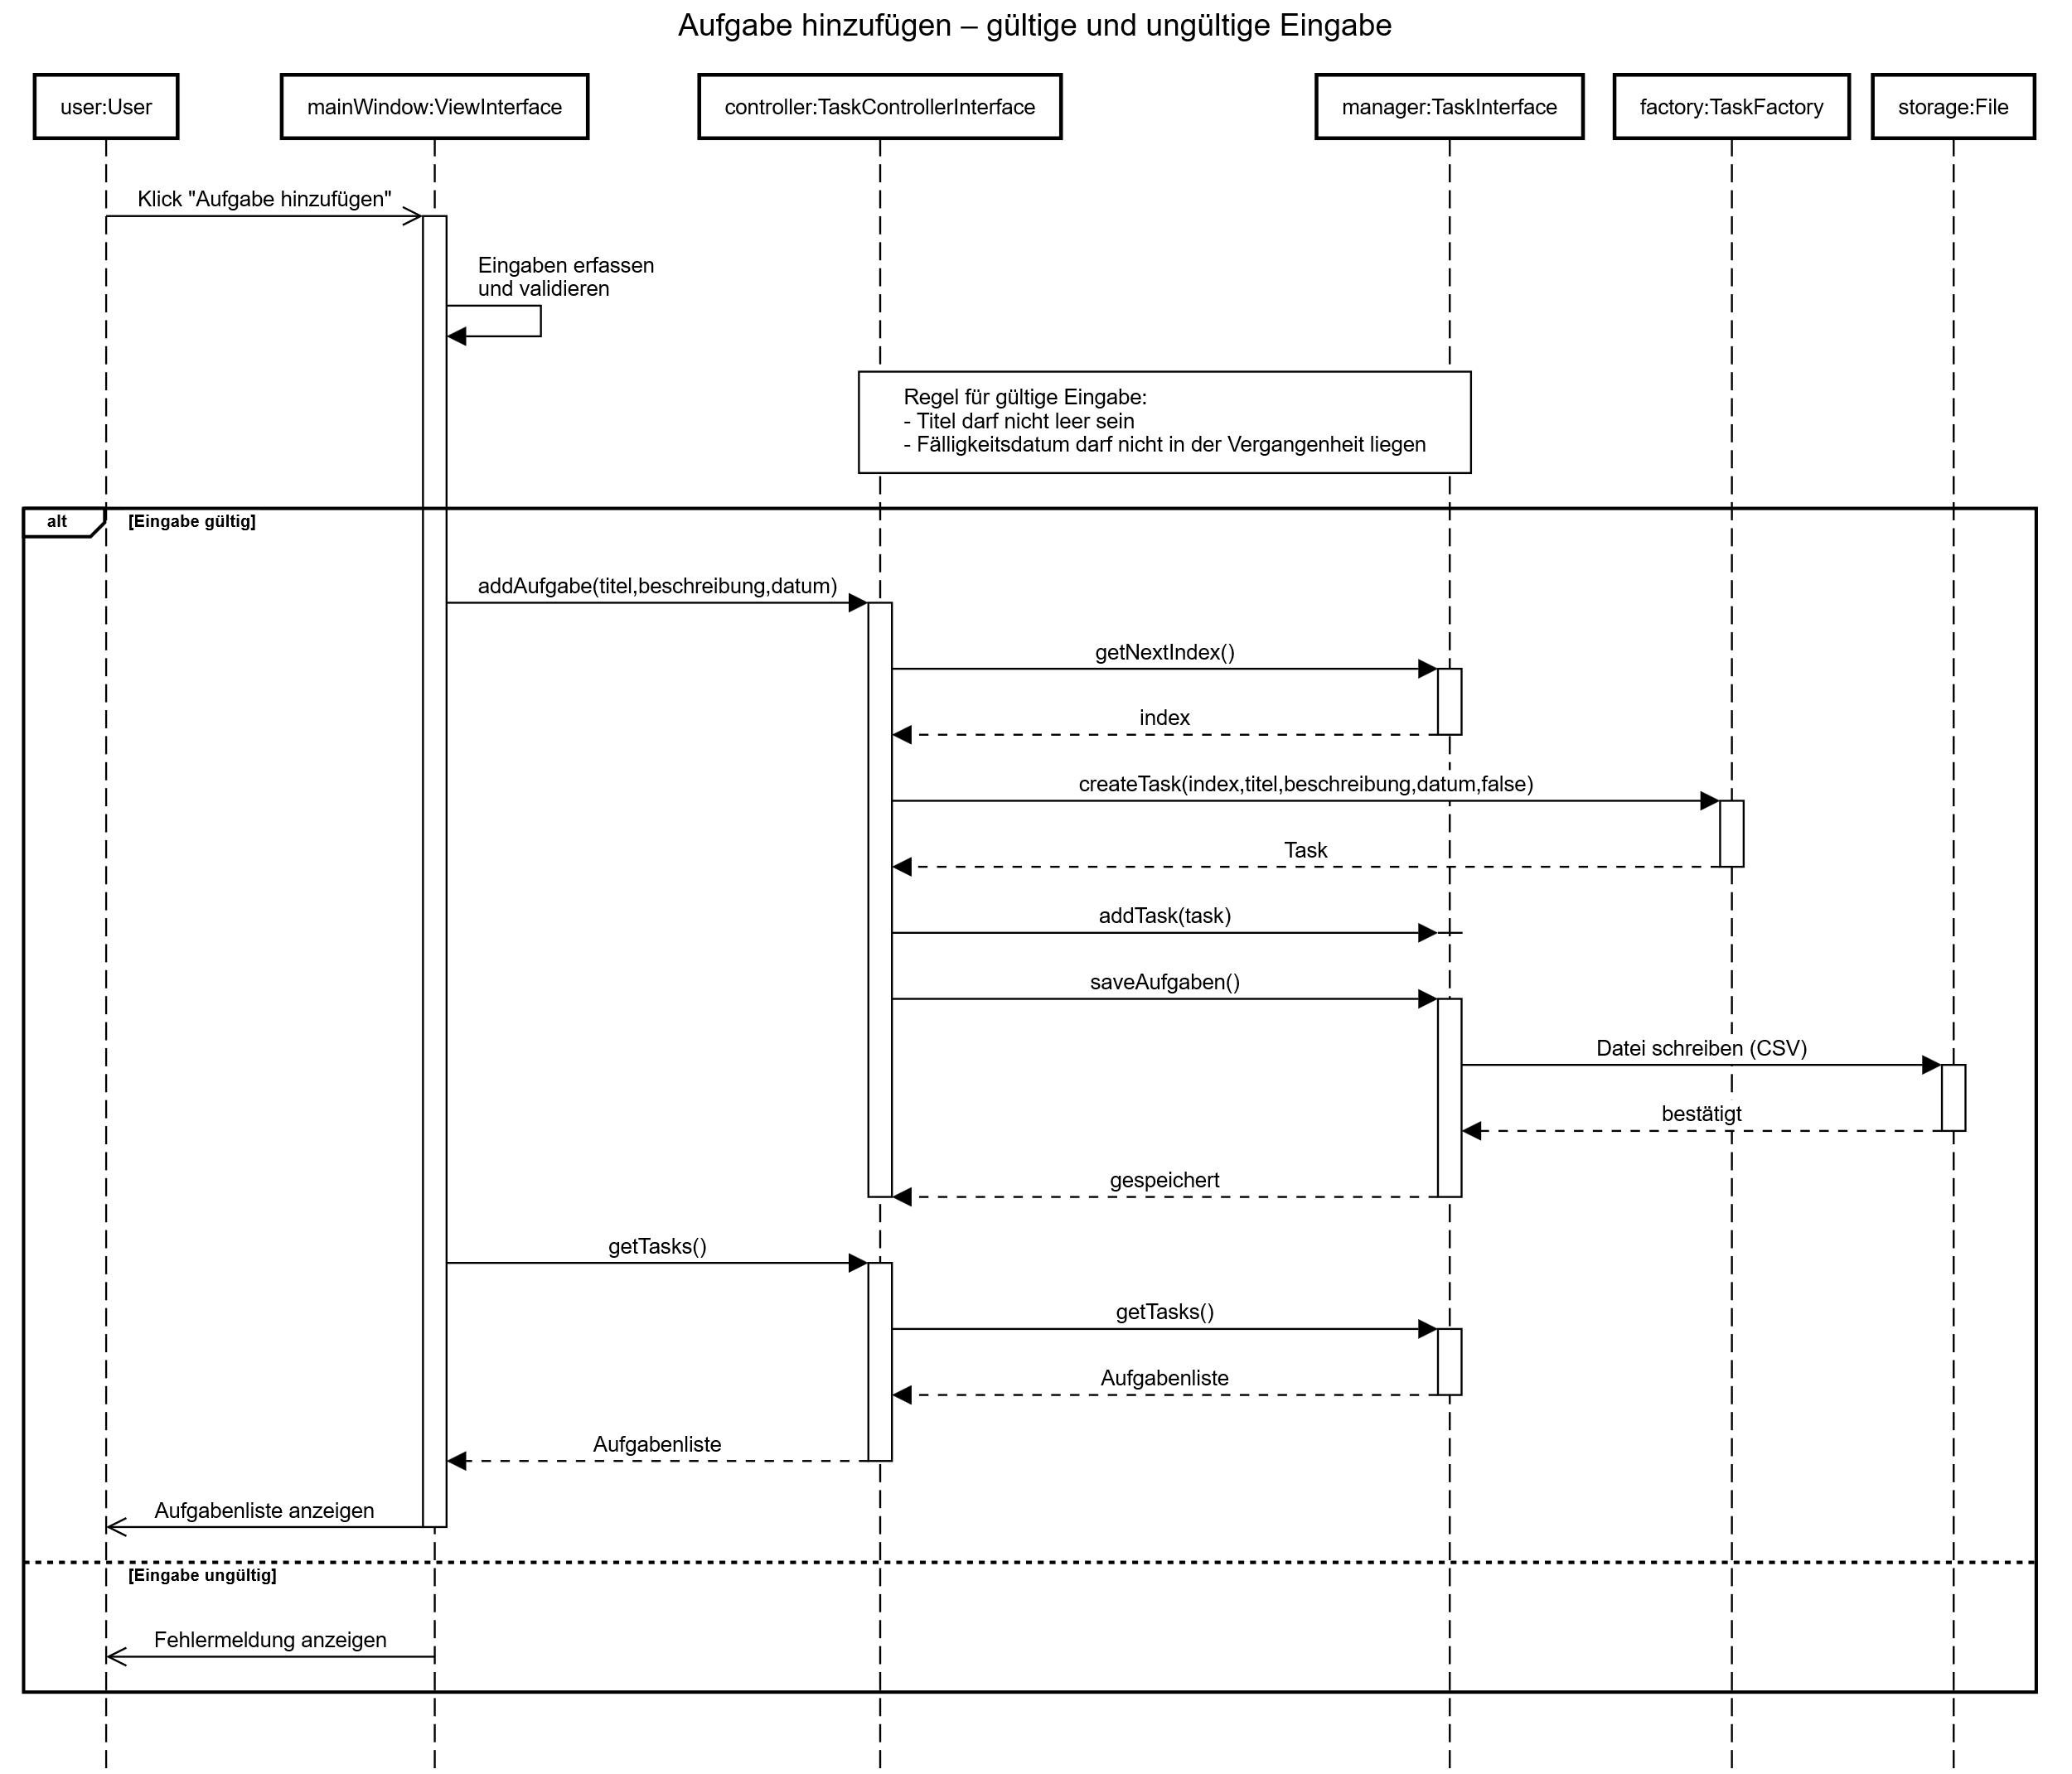 Aufgabe hinzufügen – gültige und ungültige Eingabe
user:User
mainWindow:ViewInterface
controller:TaskControllerInterface
manager:TaskInterface
factory:TaskFactory
storage:File
Klick "Aufgabe hinzufügen"
Eingaben erfassen
und validieren
Regel für gültige Eingabe:
- Titel darf nicht leer sein
- Fälligkeitsdatum darf nicht in der Vergangenheit liegen
alt
[Eingabe gültig]
addAufgabe(titel,beschreibung,datum)
getNextIndex()
index
createTask(index,titel,beschreibung,datum,false)
Task
addTask(task)
saveAufgaben()
Datei schreiben (CSV)
bestätigt
gespeichert
getTasks()
getTasks()
Aufgabenliste
Aufgabenliste
Aufgabenliste anzeigen
[Eingabe ungültig]
Fehlermeldung anzeigen